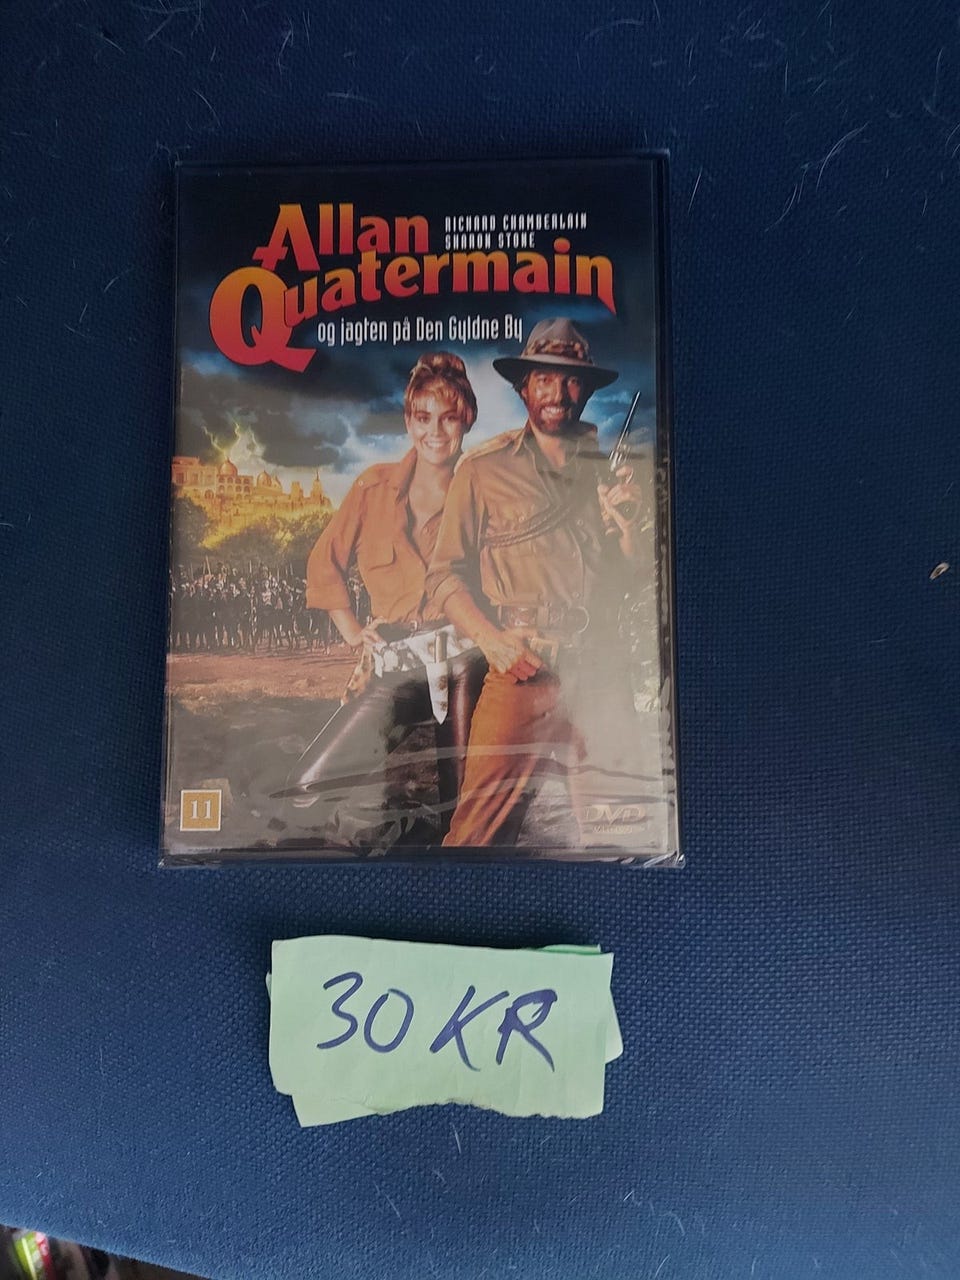 Allan
RICHARD CHAMBERLAIN
SHARON STONE
Quatermain
og jagten på Den Gyldne By
11
DVD
30 KR